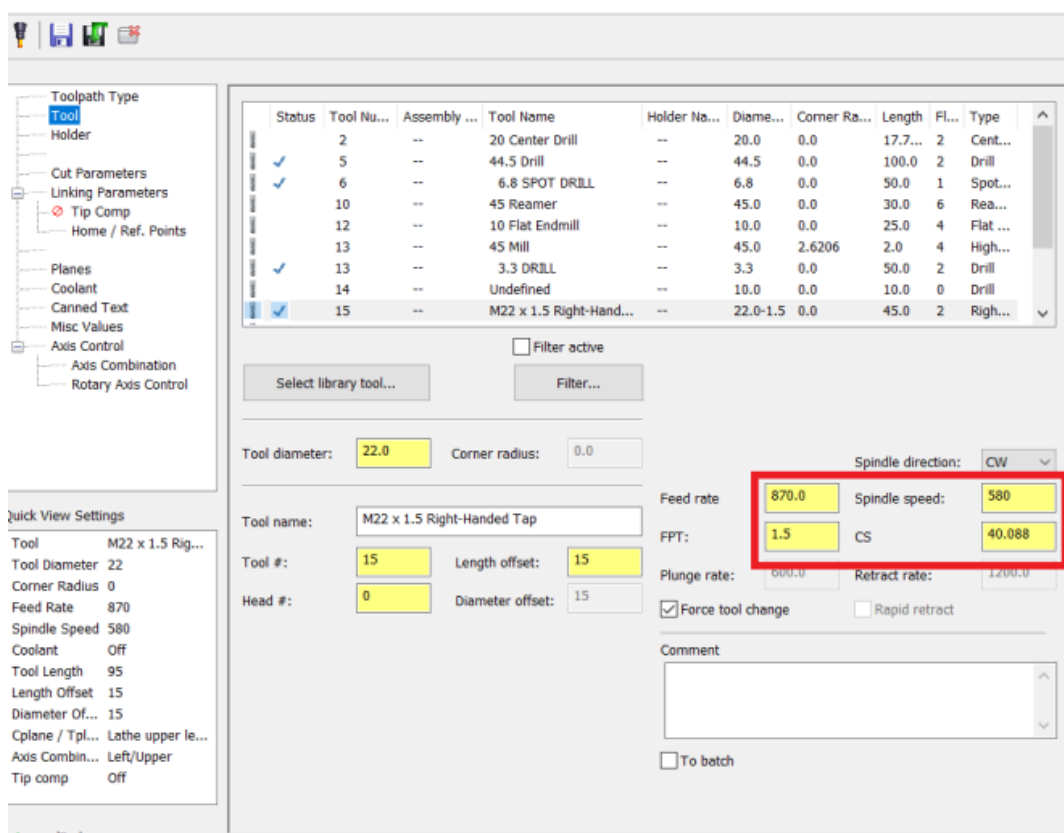 Toolpath Type
Tool
Holder
Cut Parameters
Linking Parameters
Tip Comp
Home / Ref. Points
Planes
Coolant
Canned Text
Misc Values
Axis Control
Axis Combination
Rotary Axis Control
Quick View Settings
Tool M22 x 1.5 Rig...
Tool Diameter 22
Corner Radius 0
Feed Rate 870
Spindle Speed 580
Coolant Off
Tool Length 95
Length Offset 15
Diameter Of... 15
Cplane / Tpl... Lathe upper le...
Axis Combin... Left/Upper
Tip comp Off
Status Tool Nu... Assembly ... Tool Name Holder Na... Diame... Corner Ra... Length Fl... Type
2 -- 20 Center Drill -- 20.0 0.0 17.7... 2 Cent...
5 -- 44.5 Drill -- 44.5 0.0 100.0 2 Drill
6 -- 6.8 SPOT DRILL -- 6.8 0.0 50.0 1 Spot...
10 -- 45 Reamer -- 45.0 0.0 30.0 6 Rea...
12 -- 10 Flat Endmill -- 10.0 0.0 25.0 4 Flat ...
13 -- 45 Mill -- 45.0 2.6206 2.0 4 High...
13 -- 3.3 DRILL -- 3.3 0.0 50.0 2 Drill
14 -- Undefined -- 10.0 0.0 10.0 0 Drill
15 -- M22 x 1.5 Right-Hand... -- 22.0-1.5 0.0 45.0 2 Righ...
Filter active
Select library tool... Filter...
Tool diameter: 22.0 Corner radius: 0.0
Tool name: M22 x 1.5 Right-Handed Tap
Tool #: 15 Length offset: 15
Head #: 0 Diameter offset: 15
Spindle direction: CW
Feed rate 870.0 Spindle speed: 580
FPT: 1.5 CS 40.088
Plunge rate: 600.0 Retract rate: 1200.0
Force tool change Rapid retract
Comment
To batch